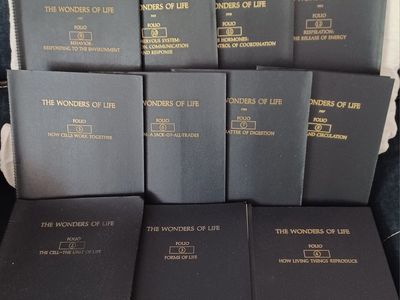 THE WONDERS OF LIFE
FOLIO
BEHAVIOR:
RESPONDING TO THE ENVIRONMENT
WONDERS OF LIFE
FOLIO
10
NERVOUS SYSTEM:
COMMUNICATION
AND RESPONSE
WONDERS OF LIFE
FOLIO
HORMONES:
OF COORDINATION
THE WONDERS OF LIFE
FOLIO
12
RESPIRATION:
THE RELEASE OF ENERGY
THE WONDERS OF LIFE
FOLIO
HOW CELLS WORK TOGETHER
THE WONDERS OF LIFE
FOLIO
A JACK-OF-ALL-TRADES
THE WONDERS OF LIFE
FOLIO
7
MATTER OF DIGESTION
THE WONDERS OF LIFE
FOLIO
8
AND CIRCULATION
THE WONDERS OF LIFE
FOLIO
THE CELL—THE UNIT OF LIFE
THE WONDERS OF LIFE
FOLIO
FORMS OF LIFE
THE WONDERS OF LIFE
FOLIO
4
HOW LIVING THINGS REPRODUCE